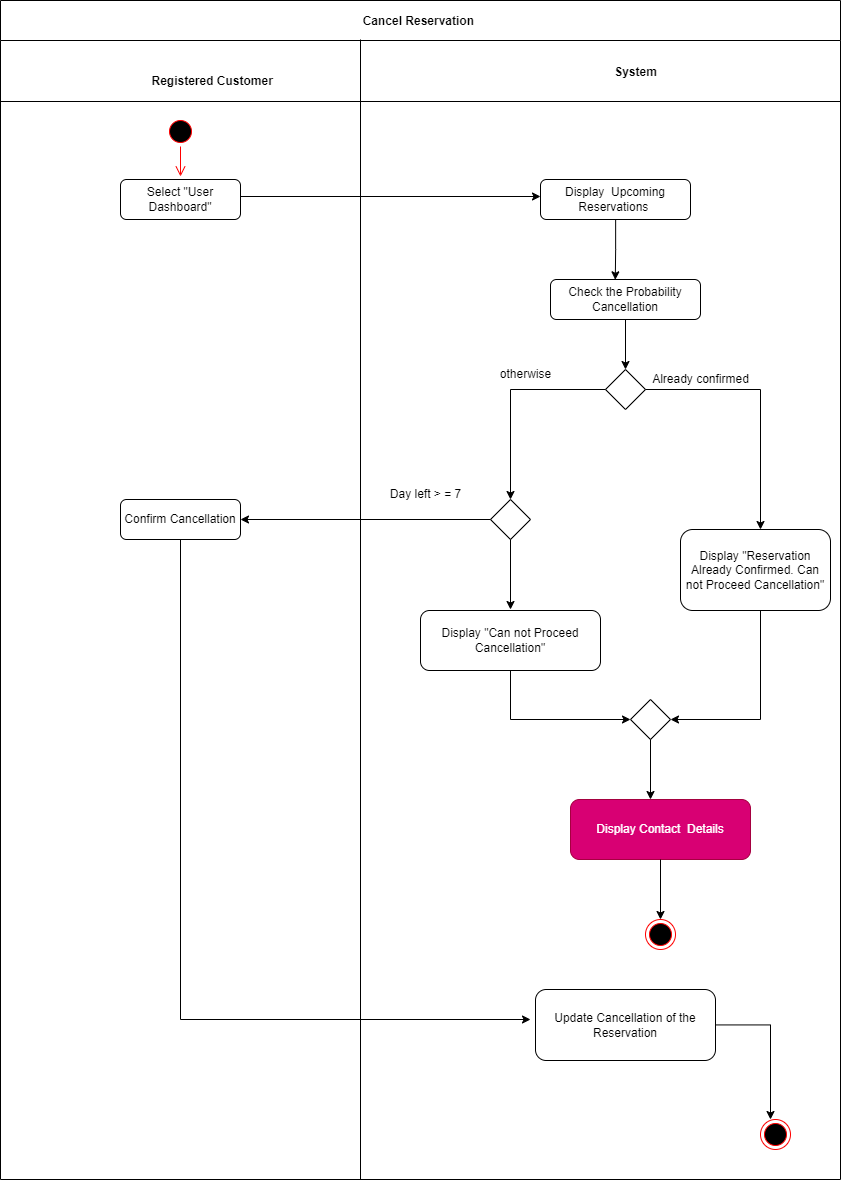 Cancel Reservation
Registered Customer
System
Select "User
Dashboard"
Display  Upcoming
Reservations
Check the Probability
Cancellation
otherwise
Already confirmed
Day left > = 7
Confirm Cancellation
Display "Reservation
Already Confirmed. Can
not Proceed Cancellation"
Display "Can not Proceed
Cancellation"
Display Contact  Details
Update Cancellation of the
Reservation